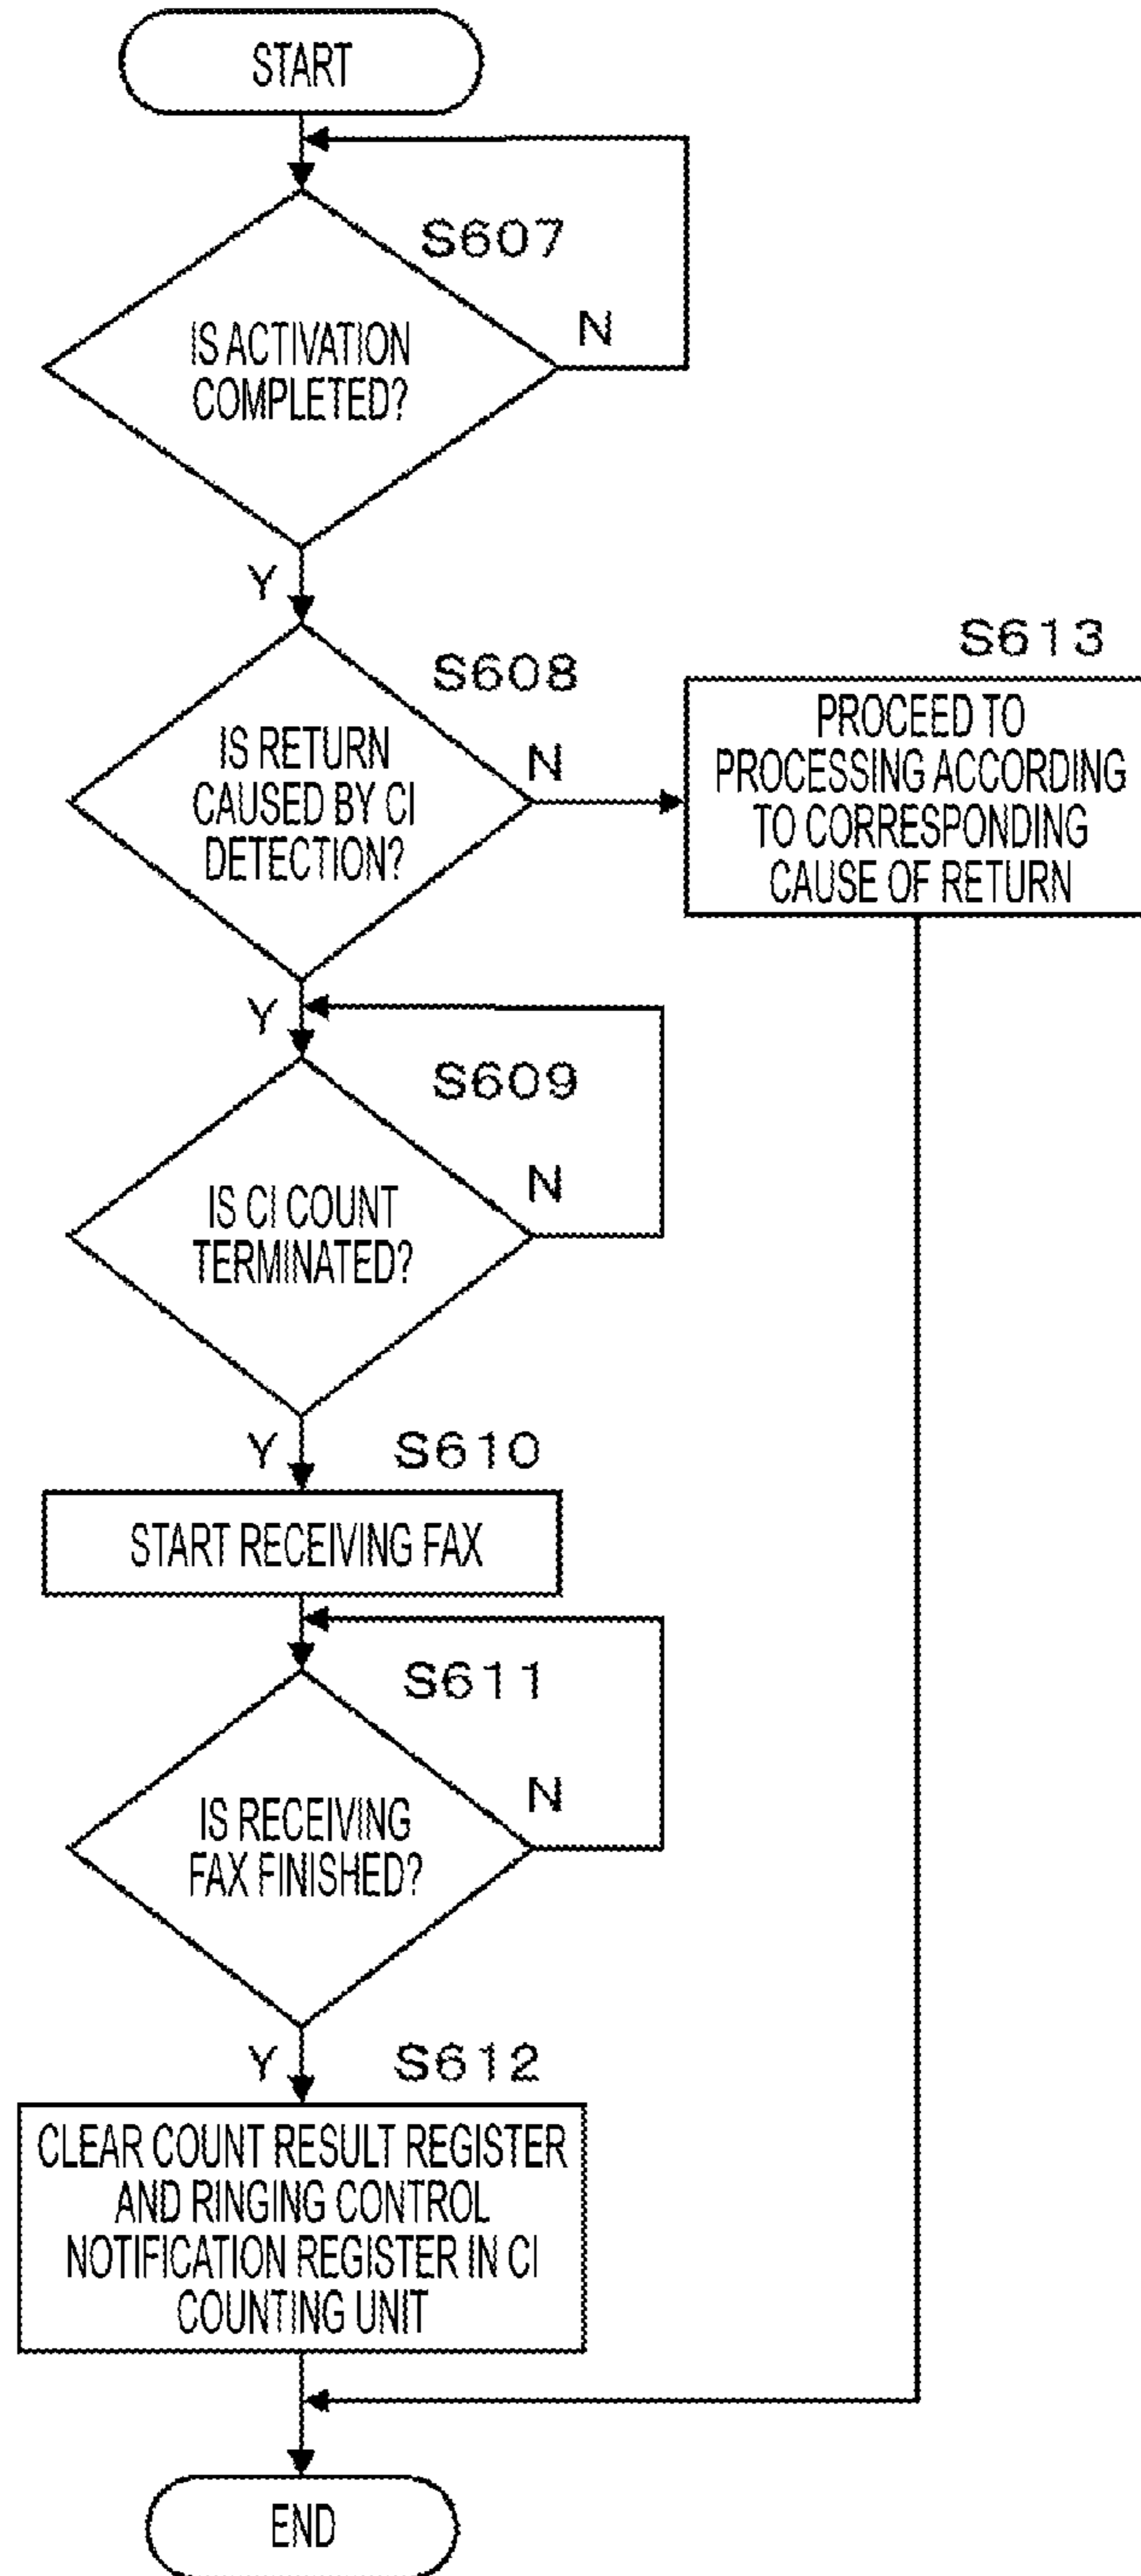 START
S607
IS ACTIVATION
COMPLETED?
N
Y
S608
IS RETURN
CAUSED BY CI
DETECTION?
N
S613
PROCEED TO
PROCESSING ACCORDING
TO CORRESPONDING
CAUSE OF RETURN
Y
S609
IS CI COUNT
TERMINATED?
N
Y
S610
START RECEIVING FAX
S611
IS RECEIVING
FAX FINISHED?
N
Y
S612
CLEAR COUNT RESULT REGISTER
AND RINGING CONTROL
NOTIFICATION REGISTER IN CI
COUNTING UNIT
END